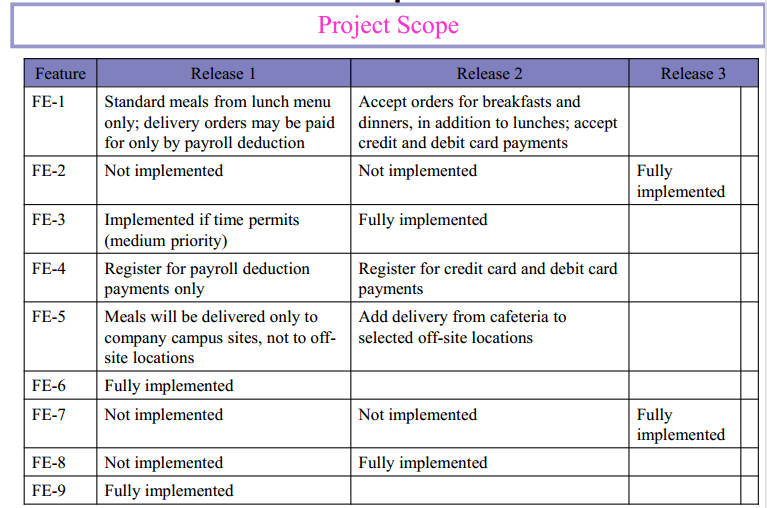 Project Scope
Feature Release 1 Release 2 Release 3
FE-1 Standard meals from lunch menu Accept orders for breakfasts and
only; delivery orders may be paid dinners, in addition to lunches; accept
for only by payroll deduction credit and debit card payments
FE-2 Not implemented Not implemented Fully
implemented
FE-3 Implemented if time permits Fully implemented
(medium priority)
FE-4 Register for payroll deduction Register for credit card and debit card
payments only payments
FE-5 Meals will be delivered only to Add delivery from cafeteria to
company campus sites, not to off- selected off-site locations
site locations
FE-6 Fully implemented
FE-7 Not implemented Not implemented Fully
implemented
FE-8 Not implemented Fully implemented
FE-9 Fully implemented